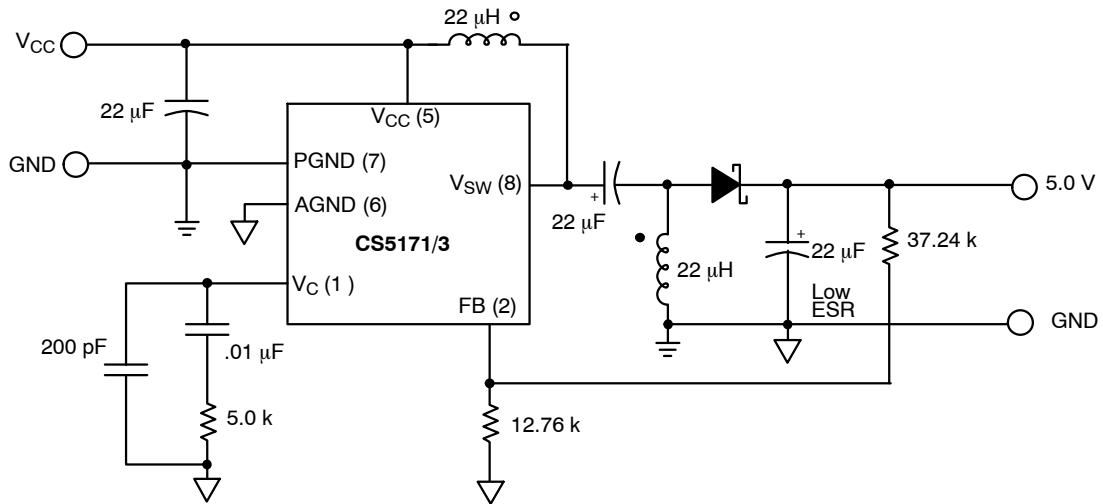 22 μH
VCC
22 μF
VCC (5)
GND
PGND (7)
VSW (8)
5.0 V
AGND (6)
+
22 μF
+
22 μF
37.24 k
CS5171/3
22 μH
VC (1 )
Low
ESR
FB (2)
GND
200 pF
.01 μF
5.0 k
12.76 k